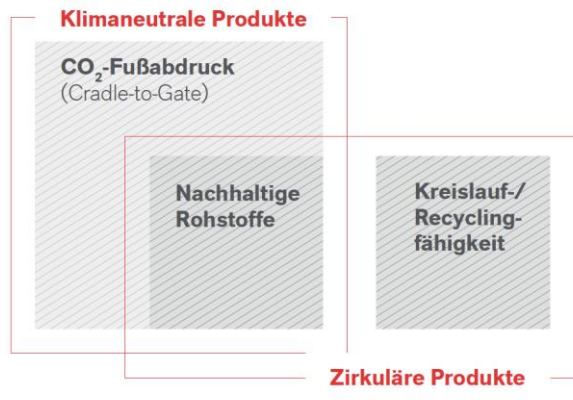 Klimaneutrale Produkte
CO₂-Fußabdruck
(Cradle-to-Gate)
Nachhaltige
Rohstoffe
Kreislauf-/
Recycling-
fähigkeit
Zirkuläre Produkte